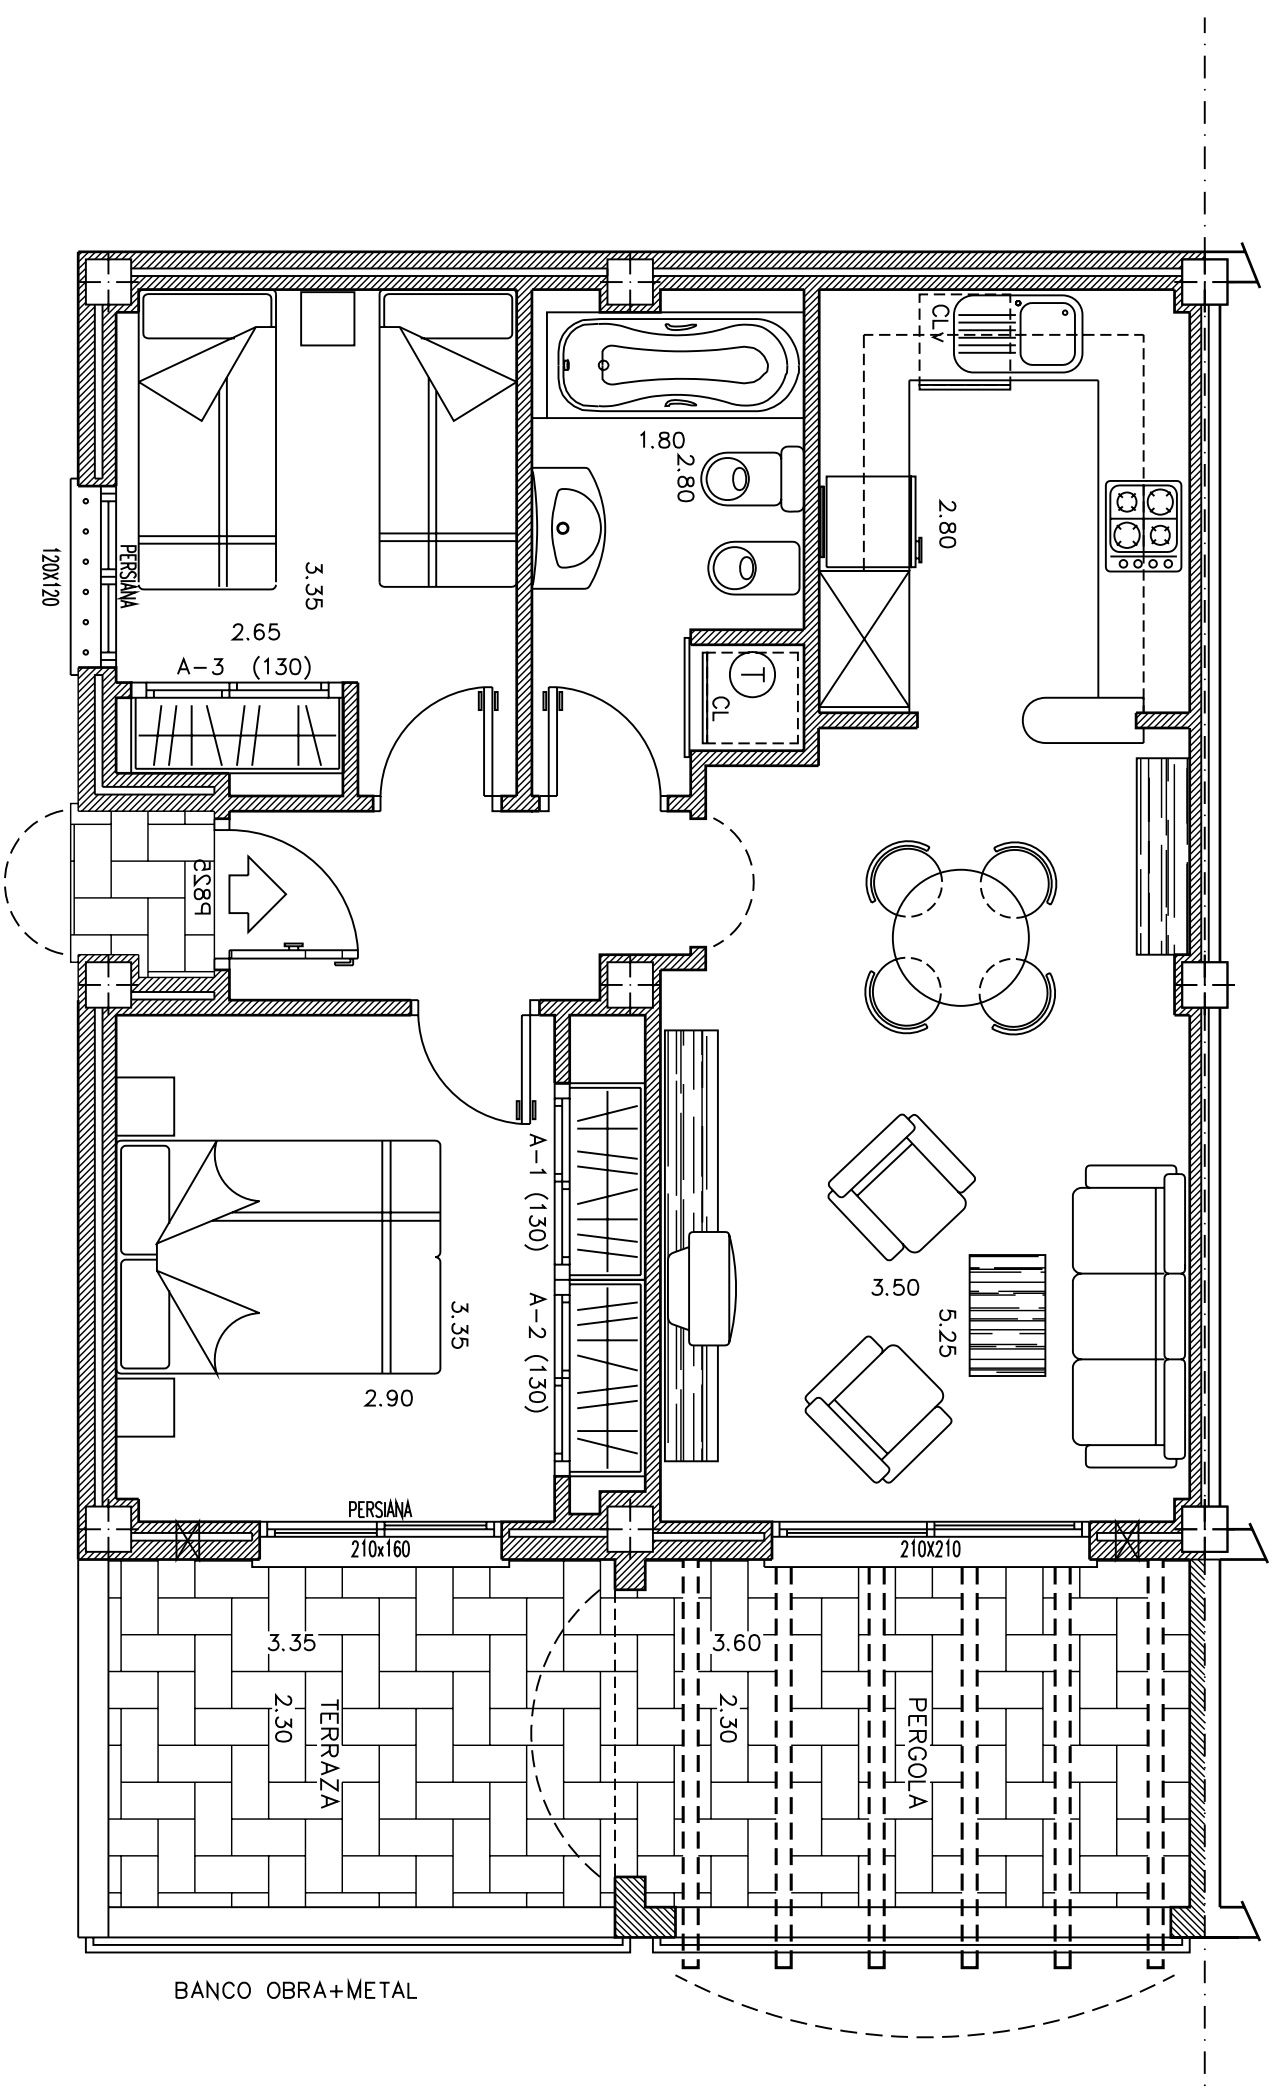 CLV
1.80
2.80
2.80
120X120
PERSIANA
3.35
2.65
A-3 (130)
T
CL
P825
A-1 (130)
3.50
5.25
A-2 (130)
3.35
2.90
PERSIANA
210x160
210X210
3.35
3.60
2.30
TERRAZA
2.30
PERGOLA
BANCO OBRA+METAL